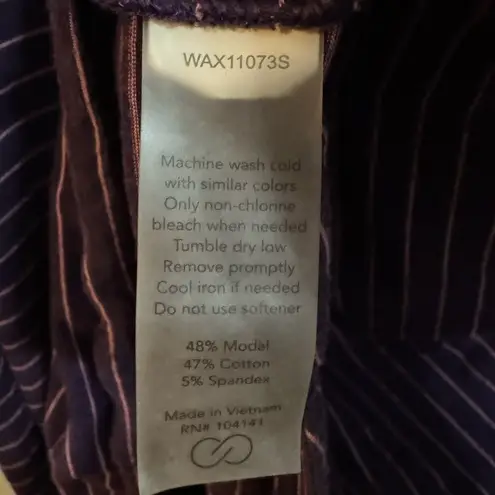 WAX11073S
Machine wash cold
with similar colors
Only non-chlorine
bleach when needed
Tumble dry low
Remove promptly
Cool iron if needed
Do not use softener
48% Modal
47% Cotton
5% Spandex
Made in Vietnam
RN# 104141